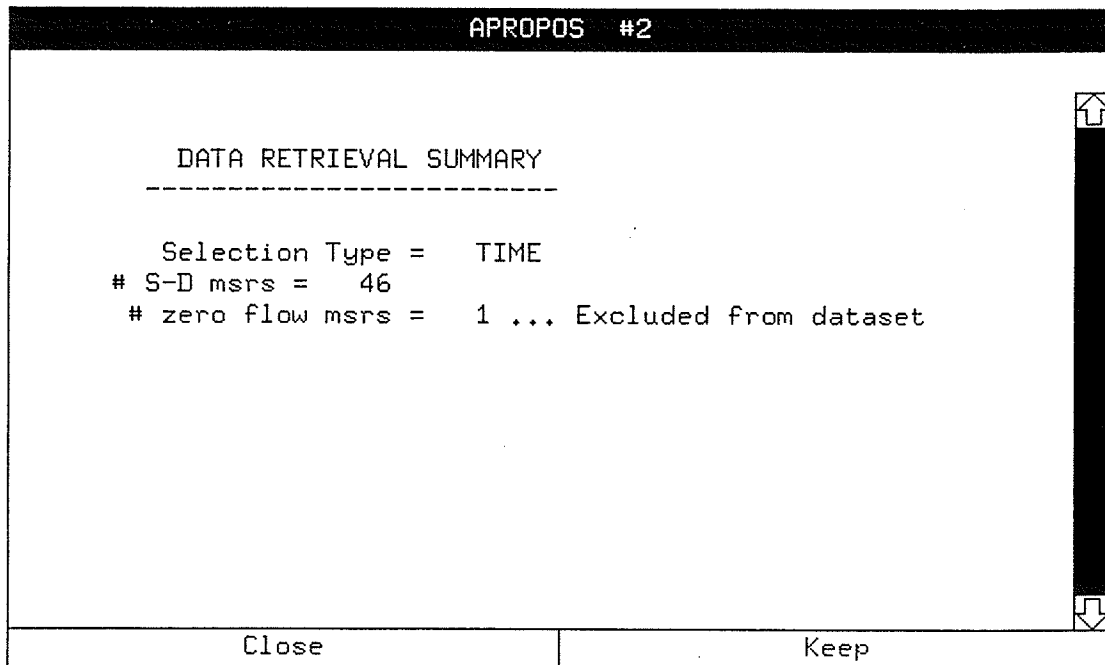 APROPOS #2
DATA RETRIEVAL SUMMARY
--------------------------
Selection Type = TIME
# S-D msrs = 46
# zero flow msrs = 1 ... Excluded from dataset
Close Keep